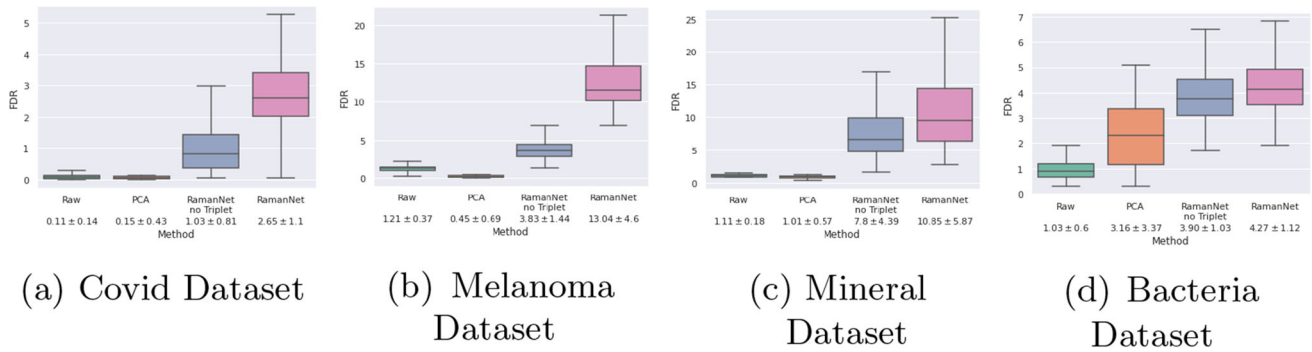 5
4
3
2
1
0
FDR
Raw
PCA
RamanNet
no Triplet
RamanNet
0.11 ± 0.14
0.15 ± 0.43
1.03 ± 0.81
2.65 ± 1.1
Method
(a) Covid Dataset
20
15
10
5
0
FDR
Raw
PCA
RamanNet
no Triplet
RamanNet
1.21 ± 0.37
0.45 ± 0.69
3.83 ± 1.44
13.04 ± 4.6
Method
(b) Melanoma
Dataset
25
20
15
10
5
0
FDR
Raw
PCA
RamanNet
no Triplet
RamanNet
1.11 ± 0.18
1.01 ± 0.57
7.8 ± 4.39
10.85 ± 5.87
Method
(c) Mineral
Dataset
7
6
5
4
3
2
1
0
FDR
Raw
PCA
RamanNet
no Triplet
RamanNet
1.03 ± 0.6
3.16 ± 3.37
3.90 ± 1.03
4.27 ± 1.12
Method
(d) Bacteria
Dataset